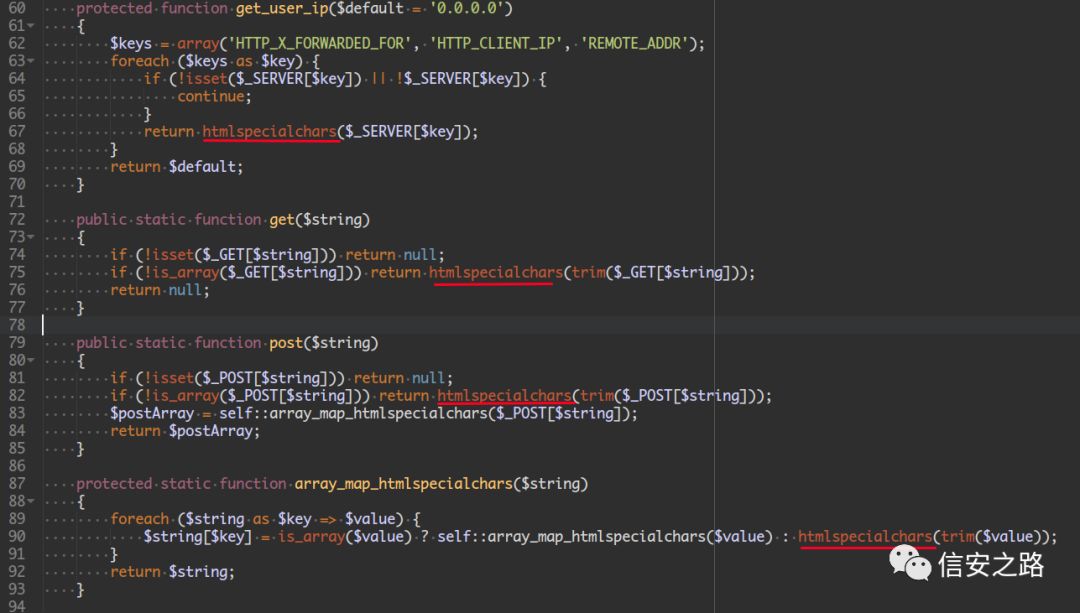 60 protected function get_user_ip($default = '0.0.0.0')
61 {
62 $keys = array('HTTP_X_FORWARDED_FOR', 'HTTP_CLIENT_IP', 'REMOTE_ADDR');
63 foreach ($keys as $key) {
64 if (!isset($_SERVER[$key]) || !$_SERVER[$key]) {
65 continue;
66 }
67 return htmlspecialchars($_SERVER[$key]);
68 }
69 return $default;
70 }
71
72 public static function get($string)
73 {
74 if (!isset($_GET[$string])) return null;
75 if (!is_array($_GET[$string])) return htmlspecialchars(trim($_GET[$string]));
76 return null;
77 }
78
79 public static function post($string)
80 {
81 if (!isset($_POST[$string])) return null;
82 if (!is_array($_POST[$string])) return htmlspecialchars(trim($_POST[$string]));
83 $postArray = self::array_map_htmlspecialchars($_POST[$string]);
84 return $postArray;
85 }
86
87 protected static function array_map_htmlspecialchars($string)
88 {
89 foreach ($string as $key => $value) {
90 $string[$key] = is_array($value) ? self::array_map_htmlspecialchars($value) : htmlspecialchars(trim($value));
91 }
92 return $string;
93 }
94
信安之路